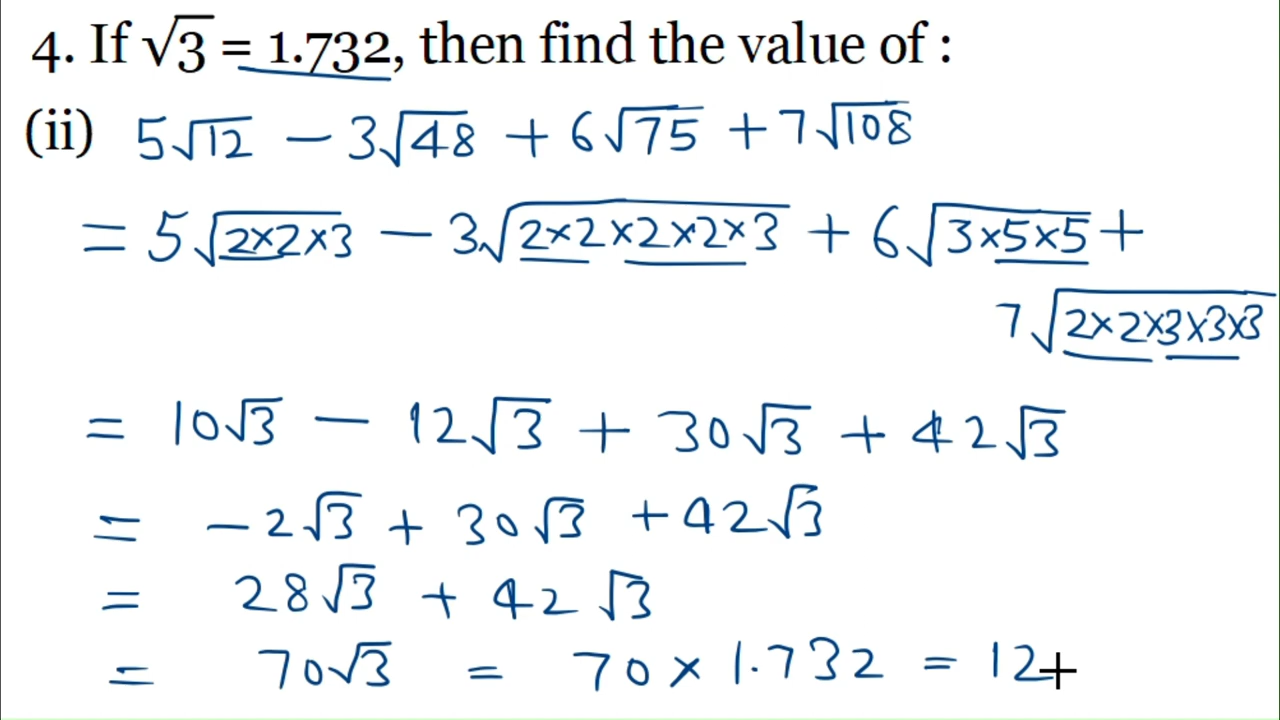 4. If √3 = 1.732, then find the value of :
(ii) 5√12 − 3√48 + 6√75 + 7√108
= 5√2×2×3 − 3√2×2×2×2×3 + 6√3×5×5 +
7√2×2×3×3×3
= 10√3 − 12√3 + 30√3 + 42√3
= −2√3 + 30√3 + 42√3
= 28√3 + 42√3
= 70√3 = 70 × 1.732 = 12